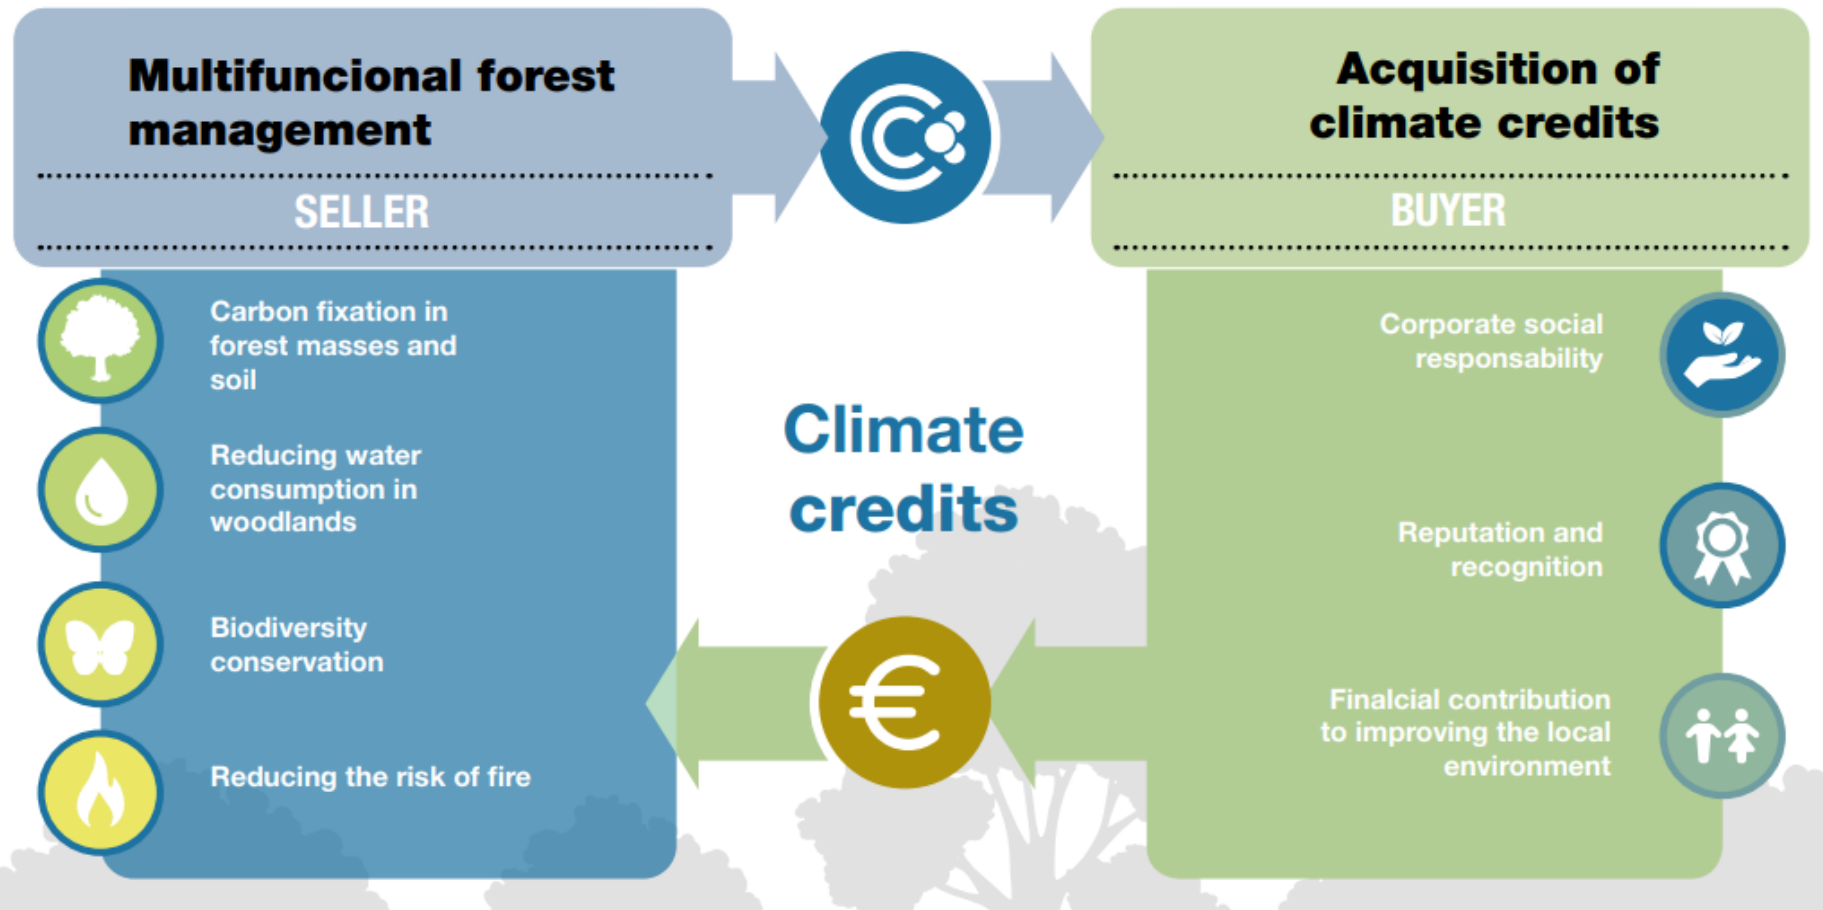 Multifuncional forest
management
SELLER
Carbon fixation in
forest masses and
soil
Reducing water
consumption in
woodlands
Biodiversity
conservation
Reducing the risk of fire
Climate
credits
€
Acquisition of
climate credits
BUYER
Corporate social
responsability
Reputation and
recognition
Finalcial contribution
to improving the local
environment